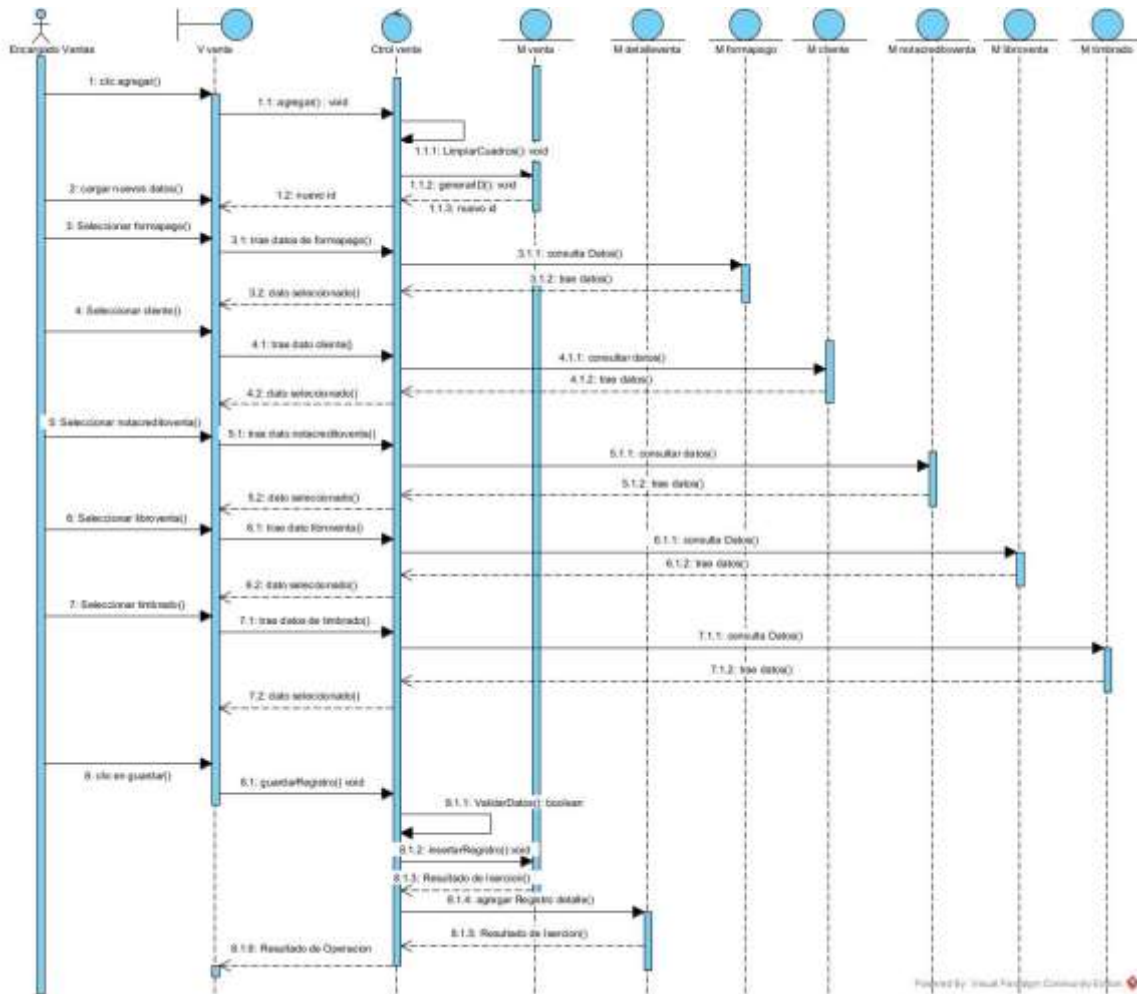 Encargado Ventas
V venta
Ctrol venta
M venta
M detalleventa
M formapago
M cliente
M notacreditoventa
M libroventa
M timbrado
1: clic agregar()
1.1: agregar() : void
1.1.1: LimpiarCuadros(): void
1.1.2: generarID(): void
2: cargar nuevos datos()
1.2: nuevo id
1.1.3: nuevo id
3: Seleccionar formapago()
3.1: trae datos de formapago()
3.1.1: consulta Datos()
3.1.2: trae datos()
3.2: dato seleccionado()
4: Seleccionar cliente()
4.1: trae dato cliente()
4.1.1: consultar datos()
4.1.2: trae datos()
4.2: dato seleccionado()
5: Seleccionar notacreditoventa()
5.1: trae dato notacreditoventa()
5.1.1: consultar datos()
5.1.2: trae datos()
5.2: dato seleccionado()
6: Seleccionar libroventa()
6.1: trae dato
6.1.1: consulta Datos()
6.1.2: trae datos()
6.2: dato seleccionado()
7: Seleccionar timbrado()
7.1: trae datos de timbrado()
7.1.1: consulta Datos()
7.1.2: trae datos()
7.2: dato seleccionado()
8: clic en guardar()
8.1: guardarRegistro() void
8.1.1: ValidarDatos(): boolean
8.1.2: insertarRegistro():void
8.1.3: Resultado de Isercion()
8.1.4: agregar Registro detalle()
8.1.5: Resultado de Isercion()
8.1.6: Resultado de Operacion
Powered By Visual Paradigm Community Edition